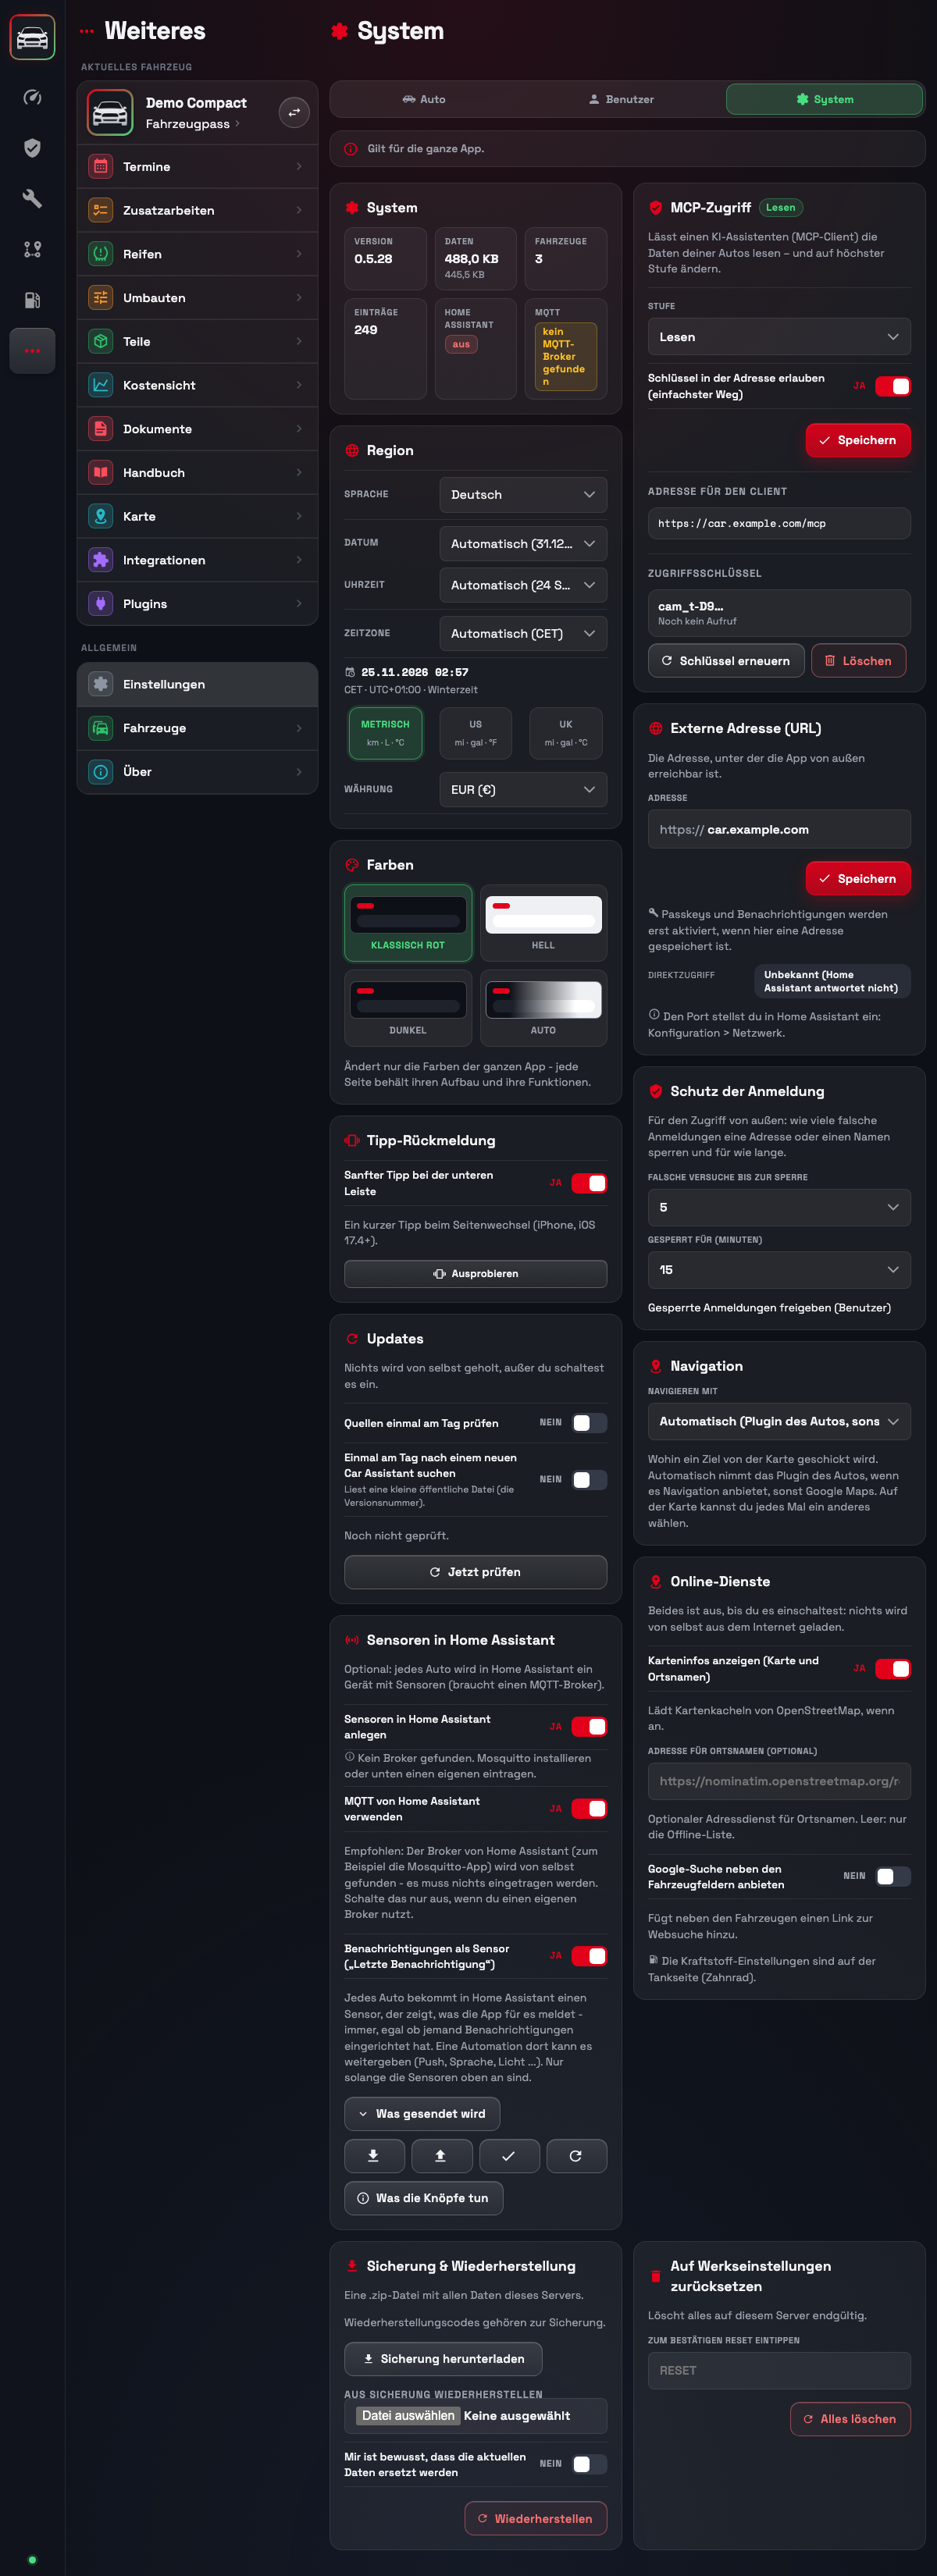 Weiteres
AKTUELLES FAHRZEUG
Demo Compact
Fahrzeugpass
Termine
Zusatzarbeiten
Reifen
Umbauten
Teile
Kostensicht
Dokumente
Handbuch
Karte
Integrationen
Plugins
ALLGEMEIN
Einstellungen
Fahrzeuge
Über
System
Auto
Benutzer
System
Gilt für die ganze App.
System
VERSION
0.5.28
DATEN
488,0 KB
445,5 KB
FAHRZEUGE
3
EINTRÄGE
249
HOME
ASSISTANT
aus
MQTT
kein
MQTT-
Broker
gefunde
n
Region
SPRACHE
Deutsch
DATUM
Automatisch (31.12...
UHRZEIT
Automatisch (24 S...
ZEITZONE
Automatisch (CET)
25.11.2026 02:57
CET · UTC+01:00 · Winterzeit
METRISCH
km · L · °C
US
mi · gal · °F
UK
mi · gal · °C
WÄHRUNG
EUR (€)
Farben
KLASSISCH ROT
HELL
DUNKEL
AUTO
Ändert nur die Farben der ganzen App - jede
Seite behält ihren Aufbau und ihre Funktionen.
Tipp-Rückmeldung
Sanfter Tipp bei der unteren
Leiste
JA
Ein kurzer Tipp beim Seitenwechsel (iPhone, iOS
17.4+).
Ausprobieren
Updates
Nichts wird von selbst geholt, außer du schaltest
es ein.
Quellen einmal am Tag prüfen
NEIN
Einmal am Tag nach einem neuen
Car Assistant suchen
Liest eine kleine öffentliche Datei (die
Versionsnummer).
NEIN
Noch nicht geprüft.
Jetzt prüfen
Sensoren in Home Assistant
Optional: jedes Auto wird in Home Assistant ein
Gerät mit Sensoren (braucht einen MQTT-Broker).
Sensoren in Home Assistant
anlegen
JA
Kein Broker gefunden. Mosquitto installieren
oder unten einen eigenen eintragen.
MQTT von Home Assistant
verwenden
JA
Empfohlen: Der Broker von Home Assistant (zum
Beispiel die Mosquitto-App) wird von selbst
gefunden - es muss nichts eingetragen werden.
Schalte das nur aus, wenn du einen eigenen
Broker nutzt.
Benachrichtigungen als Sensor
(„Letzte Benachrichtigung“)
JA
Jedes Auto bekommt in Home Assistant einen
Sensor, der zeigt, was die App für es meldet -
immer, egal ob jemand Benachrichtigungen
eingerichtet hat. Eine Automation dort kann es
weitergeben (Push, Sprache, Licht ...). Nur
solange die Sensoren oben an sind.
Was gesendet wird
Was die Knöpfe tun
MCP-Zugriff
Lesen
Lässt einen KI-Assistenten (MCP-Client) die
Daten deiner Autos lesen – und auf höchster
Stufe ändern.
STUFE
Lesen
Schlüssel in der Adresse erlauben
(einfachster Weg)
JA
Speichern
ADRESSE FÜR DEN CLIENT
https://car.example.com/mcp
ZUGRIFFSSCHLÜSSEL
cam_t-D9...
Noch kein Aufruf
Schlüssel erneuern
Löschen
Externe Adresse (URL)
Die Adresse, unter der die App von außen
erreichbar ist.
ADRESSE
https:// car.example.com
Speichern
Passkeys und Benachrichtigungen werden
erst aktiviert, wenn hier eine Adresse
gespeichert ist.
DIREKTZUGRIFF
Unbekannt (Home
Assistant antwortet nicht)
Den Port stellst du in Home Assistant ein:
Konfiguration > Netzwerk.
Schutz der Anmeldung
Für den Zugriff von außen: wie viele falsche
Anmeldungen eine Adresse oder einen Namen
sperren und für wie lange.
FALSCHE VERSUCHE BIS ZUR SPERRE
5
GESPERRT FÜR (MINUTEN)
15
Gesperrte Anmeldungen freigeben (Benutzer)
Navigation
NAVIGIEREN MIT
Automatisch (Plugin des Autos, sons
Wohin ein Ziel von der Karte geschickt wird.
Automatisch nimmt das Plugin des Autos, wenn
es Navigation anbietet, sonst Google Maps. Auf
der Karte kannst du jedes Mal ein anderes
wählen.
Online-Dienste
Beides ist aus, bis du es einschaltest: nichts wird
von selbst aus dem Internet geladen.
Karteninfos anzeigen (Karte und
Ortsnamen)
JA
Lädt Kartenkacheln von OpenStreetMap, wenn
an.
ADRESSE FÜR ORTSNAMEN (OPTIONAL)
https://nominatim.openstreetmap.org/r
Optionaler Adressdienst für Ortsnamen. Leer: nur
die Offline-Liste.
Google-Suche neben den
Fahrzeugfeldern anbieten
NEIN
Fügt neben den Fahrzeugen einen Link zur
Websuche hinzu.
Die Kraftstoff-Einstellungen sind auf der
Tankseite (Zahnrad).
Sicherung & Wiederherstellung
Eine .zip-Datei mit allen Daten dieses Servers.
Wiederherstellungscodes gehören zur Sicherung.
Sicherung herunterladen
AUS SICHERUNG WIEDERHERSTELLEN
Datei auswählen Keine ausgewählt
Mir ist bewusst, dass die aktuellen
Daten ersetzt werden
NEIN
Wiederherstellen
Auf Werkseinstellungen
zurücksetzen
Löscht alles auf diesem Server endgültig.
ZUM BESTÄTIGEN RESET EINTIPPEN
RESET
Alles löschen